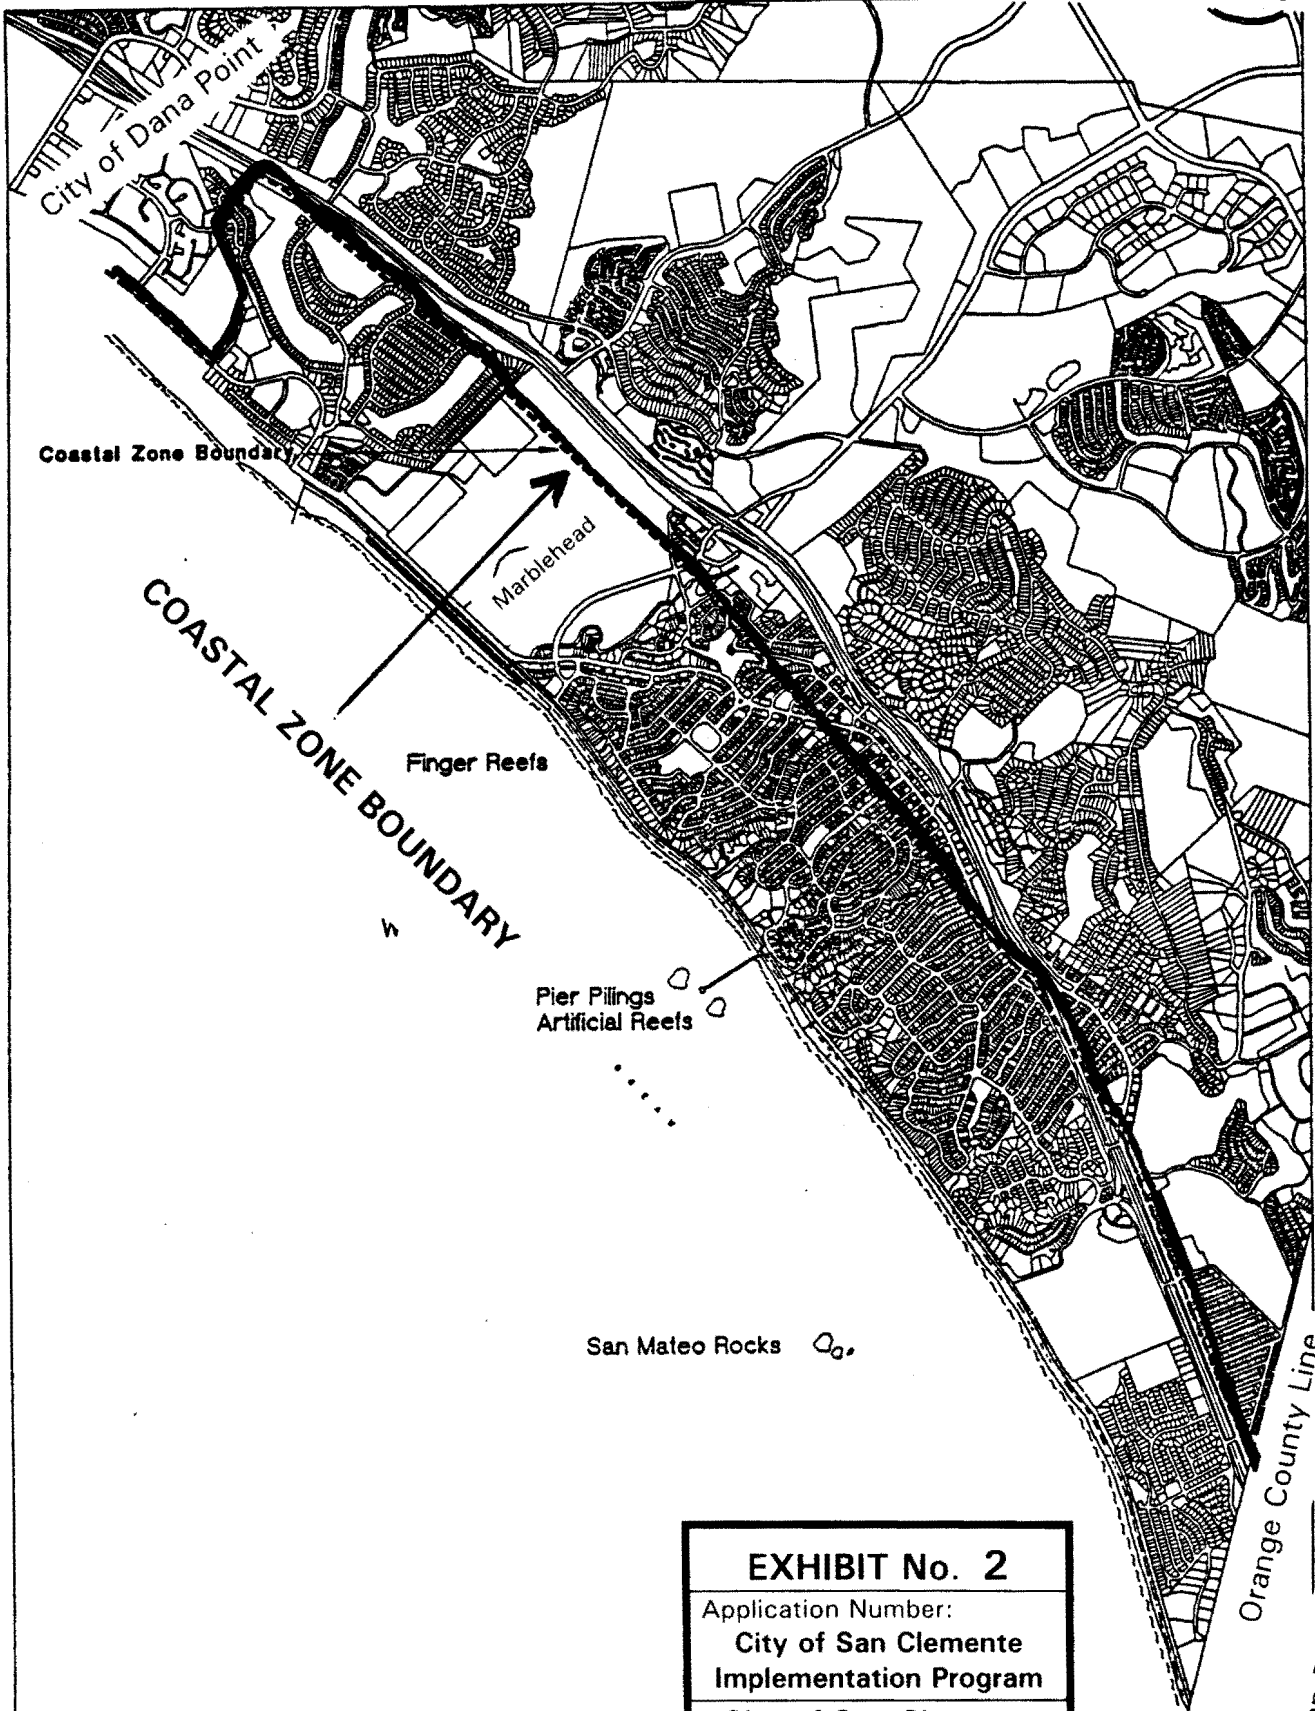 City of Dana Point
Coastal Zone Boundary
Marblehead
COASTAL ZONE BOUNDARY
Finger Reefs
Pier Pilings
Artificial Reefs
San Mateo Rocks
Orange County Line
EXHIBIT No. 2
Application Number:
City of San Clemente
Implementation Program